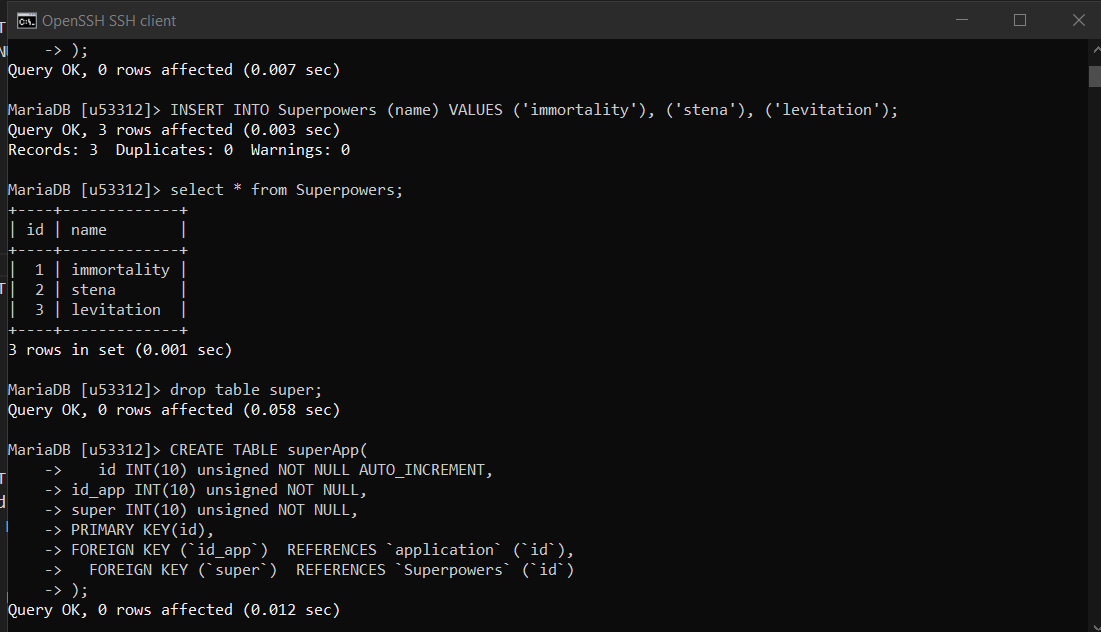 OpenSSH SSH client
    -> );
Query OK, 0 rows affected (0.007 sec)
MariaDB [u53312]> INSERT INTO Superpowers (name) VALUES ('immortality'), ('stena'), ('levitation');
Query OK, 3 rows affected (0.003 sec)
Records: 3  Duplicates: 0  Warnings: 0
MariaDB [u53312]> select * from Superpowers;
+----+-------------+
| id | name        |
+----+-------------+
|  1 | immortality |
|  2 | stena       |
|  3 | levitation  |
+----+-------------+
3 rows in set (0.001 sec)
MariaDB [u53312]> drop table super;
Query OK, 0 rows affected (0.058 sec)
MariaDB [u53312]> CREATE TABLE superApp(
    ->    id INT(10) unsigned NOT NULL AUTO_INCREMENT,
    -> id_app INT(10) unsigned NOT NULL,
    -> super INT(10) unsigned NOT NULL,
    -> PRIMARY KEY(id),
    -> FOREIGN KEY (`id_app`)  REFERENCES `application` (`id`),
    ->   FOREIGN KEY (`super`)  REFERENCES `Superpowers` (`id`)
    -> );
Query OK, 0 rows affected (0.012 sec)